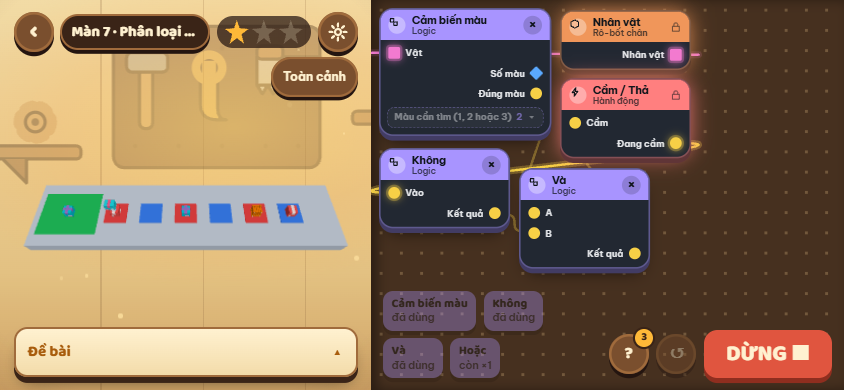 Màn 7 · Phân loại ...
Toàn cảnh
Đề bài
Cảm biến màu
Logic
Vật
Số màu
Đúng màu
Màu cần tìm (1, 2 hoặc 3) 2
Nhân vật
Rô-bốt chân
Nhân vật
Cầm / Thả
Hành động
Cầm
Đang cầm
Không
Logic
Vào
Kết quả
Và
Logic
A
B
Kết quả
Cảm biến màu
đã dùng
Không
đã dùng
Và
đã dùng
Hoặc
còn ×1
?
3
DỪNG